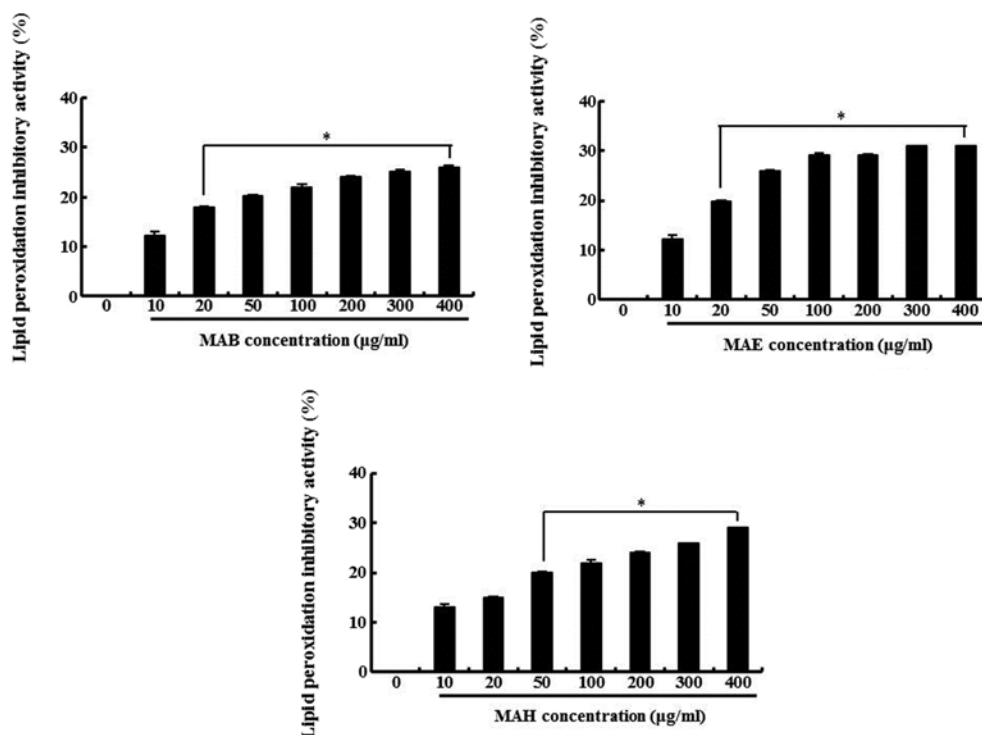 Lipid peroxidation inhibitory activity (%)
40
30
20
10
0
*
0 10 20 50 100 200 300 400
MAB concentration (µg/ml)
Lipid peroxidation inhibitory activity (%)
40
30
20
10
0
*
0 10 20 50 100 200 300 400
MAE concentration (µg/ml)
Lipid peroxidation inhibitory activity (%)
40
30
20
10
0
*
0 10 20 50 100 200 300 400
MAH concentration (µg/ml)